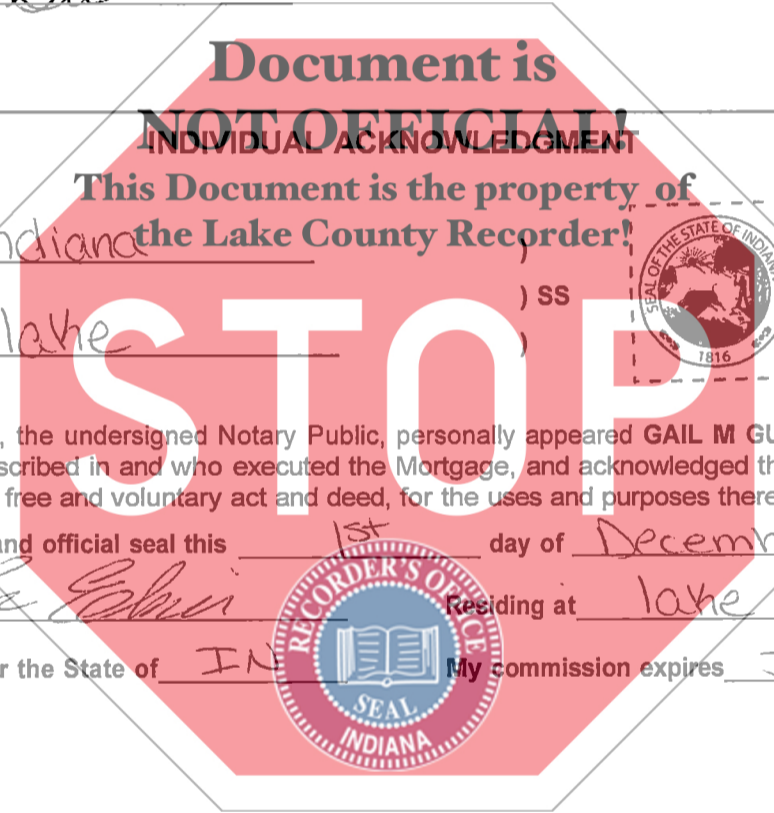 Document is
NOT OFFICIAL!
INDIVIDUAL ACKNOWLEDGMENT
This Document is the property of
the Lake County Recorder!
ndiana )
) SS
lake )
SEAL OF THE STATE OF INDIANA
1816
STOP
, the undersigned Notary Public, personally appeared GAIL M GU
scribed in and who executed the Mortgage, and acknowledged th
free and voluntary act and deed, for the uses and purposes there
and official seal this 1st day of Decem
Residing at lake
r the State of IN My commission expires
RECORDER'S OFFICE
SEAL
INDIANA